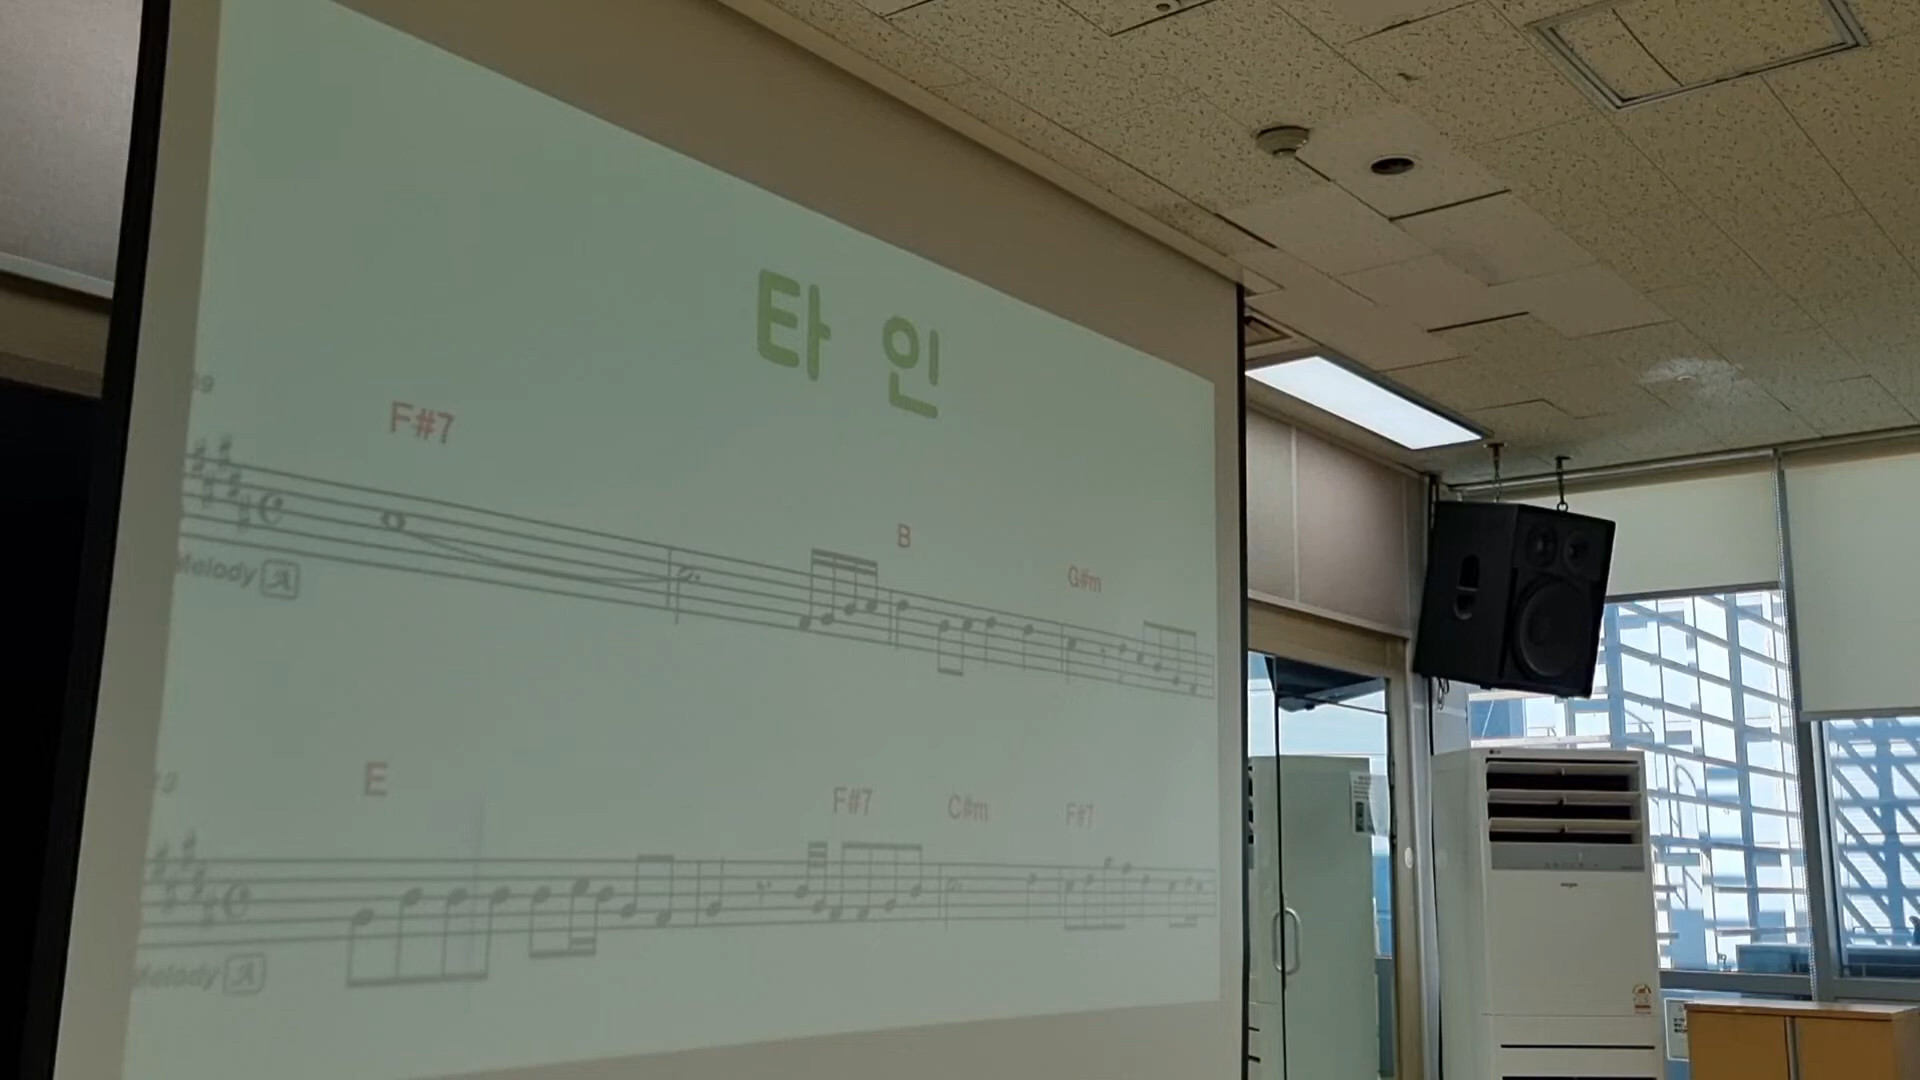 타 인
F#7
B
G#m
Melody A
E
F#7 C#m F#7
Melody A